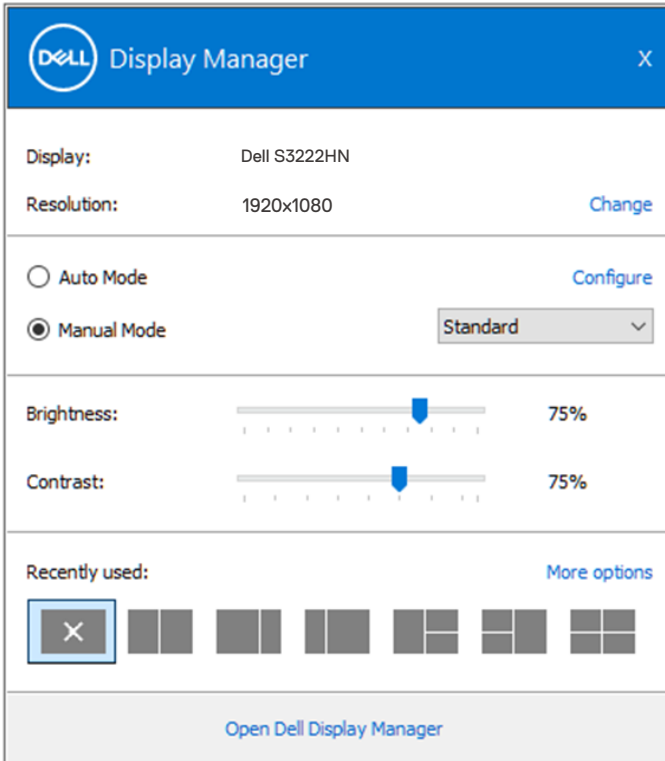 DELL Display Manager X
Display: Dell S3222HN
Resolution: 1920x1080 Change
Auto Mode Configure
Manual Mode Standard
Brightness: 75%
Contrast: 75%
Recently used: More options
Open Dell Display Manager